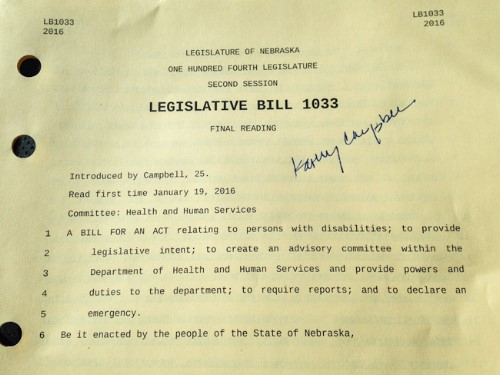 LB1033
2016
LB1033
2016
LEGISLATURE OF NEBRASKA
ONE HUNDRED FOURTH LEGISLATURE
SECOND SESSION
LEGISLATIVE BILL 1033
FINAL READING
Kathy Campbell
Introduced by Campbell, 25.
Read first time January 19, 2016
Committee: Health and Human Services
1 A BILL FOR AN ACT relating to persons with disabilities; to provide
2 legislative intent; to create an advisory committee within the
3 Department of Health and Human Services and provide powers and
4 duties to the department; to require reports; and to declare an
5 emergency.
6 Be it enacted by the people of the State of Nebraska,